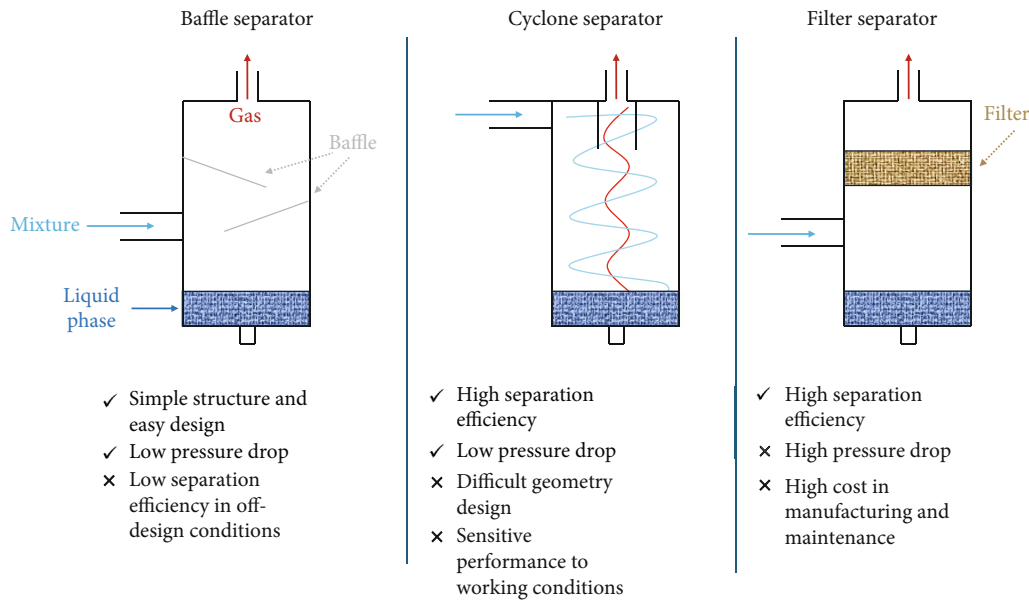 Baffle separator
Gas
Baffle
Mixture
Liquid
phase
✓ Simple structure and
easy design
✓ Low pressure drop
× Low separation
efficiency in off-
design conditions
Cyclone separator
✓ High separation
efficiency
✓ Low pressure drop
× Difficult geometry
design
× Sensitive
performance to
working conditions
Filter separator
Filter
✓ High separation
efficiency
× High pressure drop
× High cost in
manufacturing and
maintenance